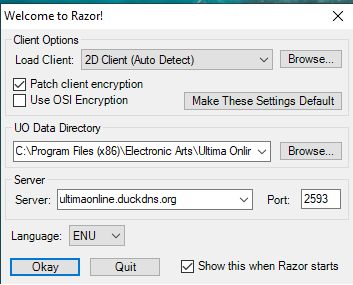 Welcome to Razor!
Client Options
Load Client: 2D Client (Auto Detect) Browse...
Patch client encryption
Use OSI Encryption Make These Settings Default
UO Data Directory
C:\Program Files (x86)\Electronic Arts\Ultima Onlir Browse...
Server
Server: ultimaonline.duckdns.org Port: 2593
Language: ENU
Okay Quit Show this when Razor starts